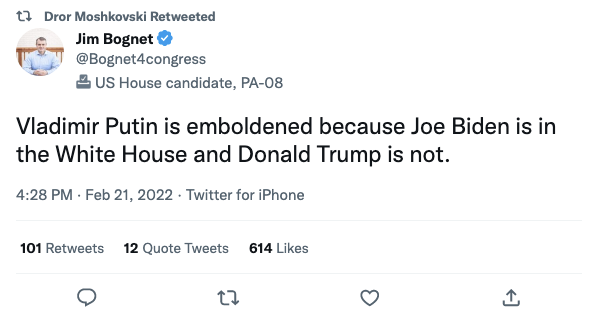 Dror Moshkovski Retweeted
Jim Bognet
@Bognet4congress
US House candidate, PA-08
Vladimir Putin is emboldened because Joe Biden is in
the White House and Donald Trump is not.
4:28 PM · Feb 21, 2022 · Twitter for iPhone
101 Retweets 12 Quote Tweets 614 Likes